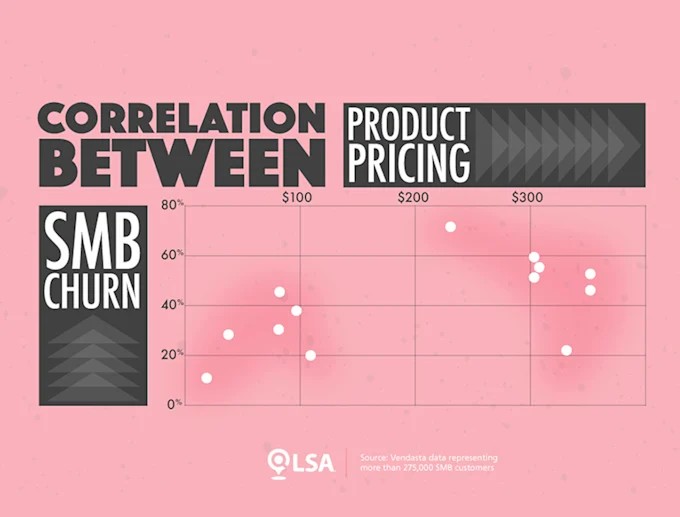 CORRELATION
BETWEEN
PRODUCT
PRICING
SMB
CHURN
$100 $200 $300
80%
60%
40%
20%
0%
LSA
Source: Vendasta data representing
more than 275,000 SMB customers